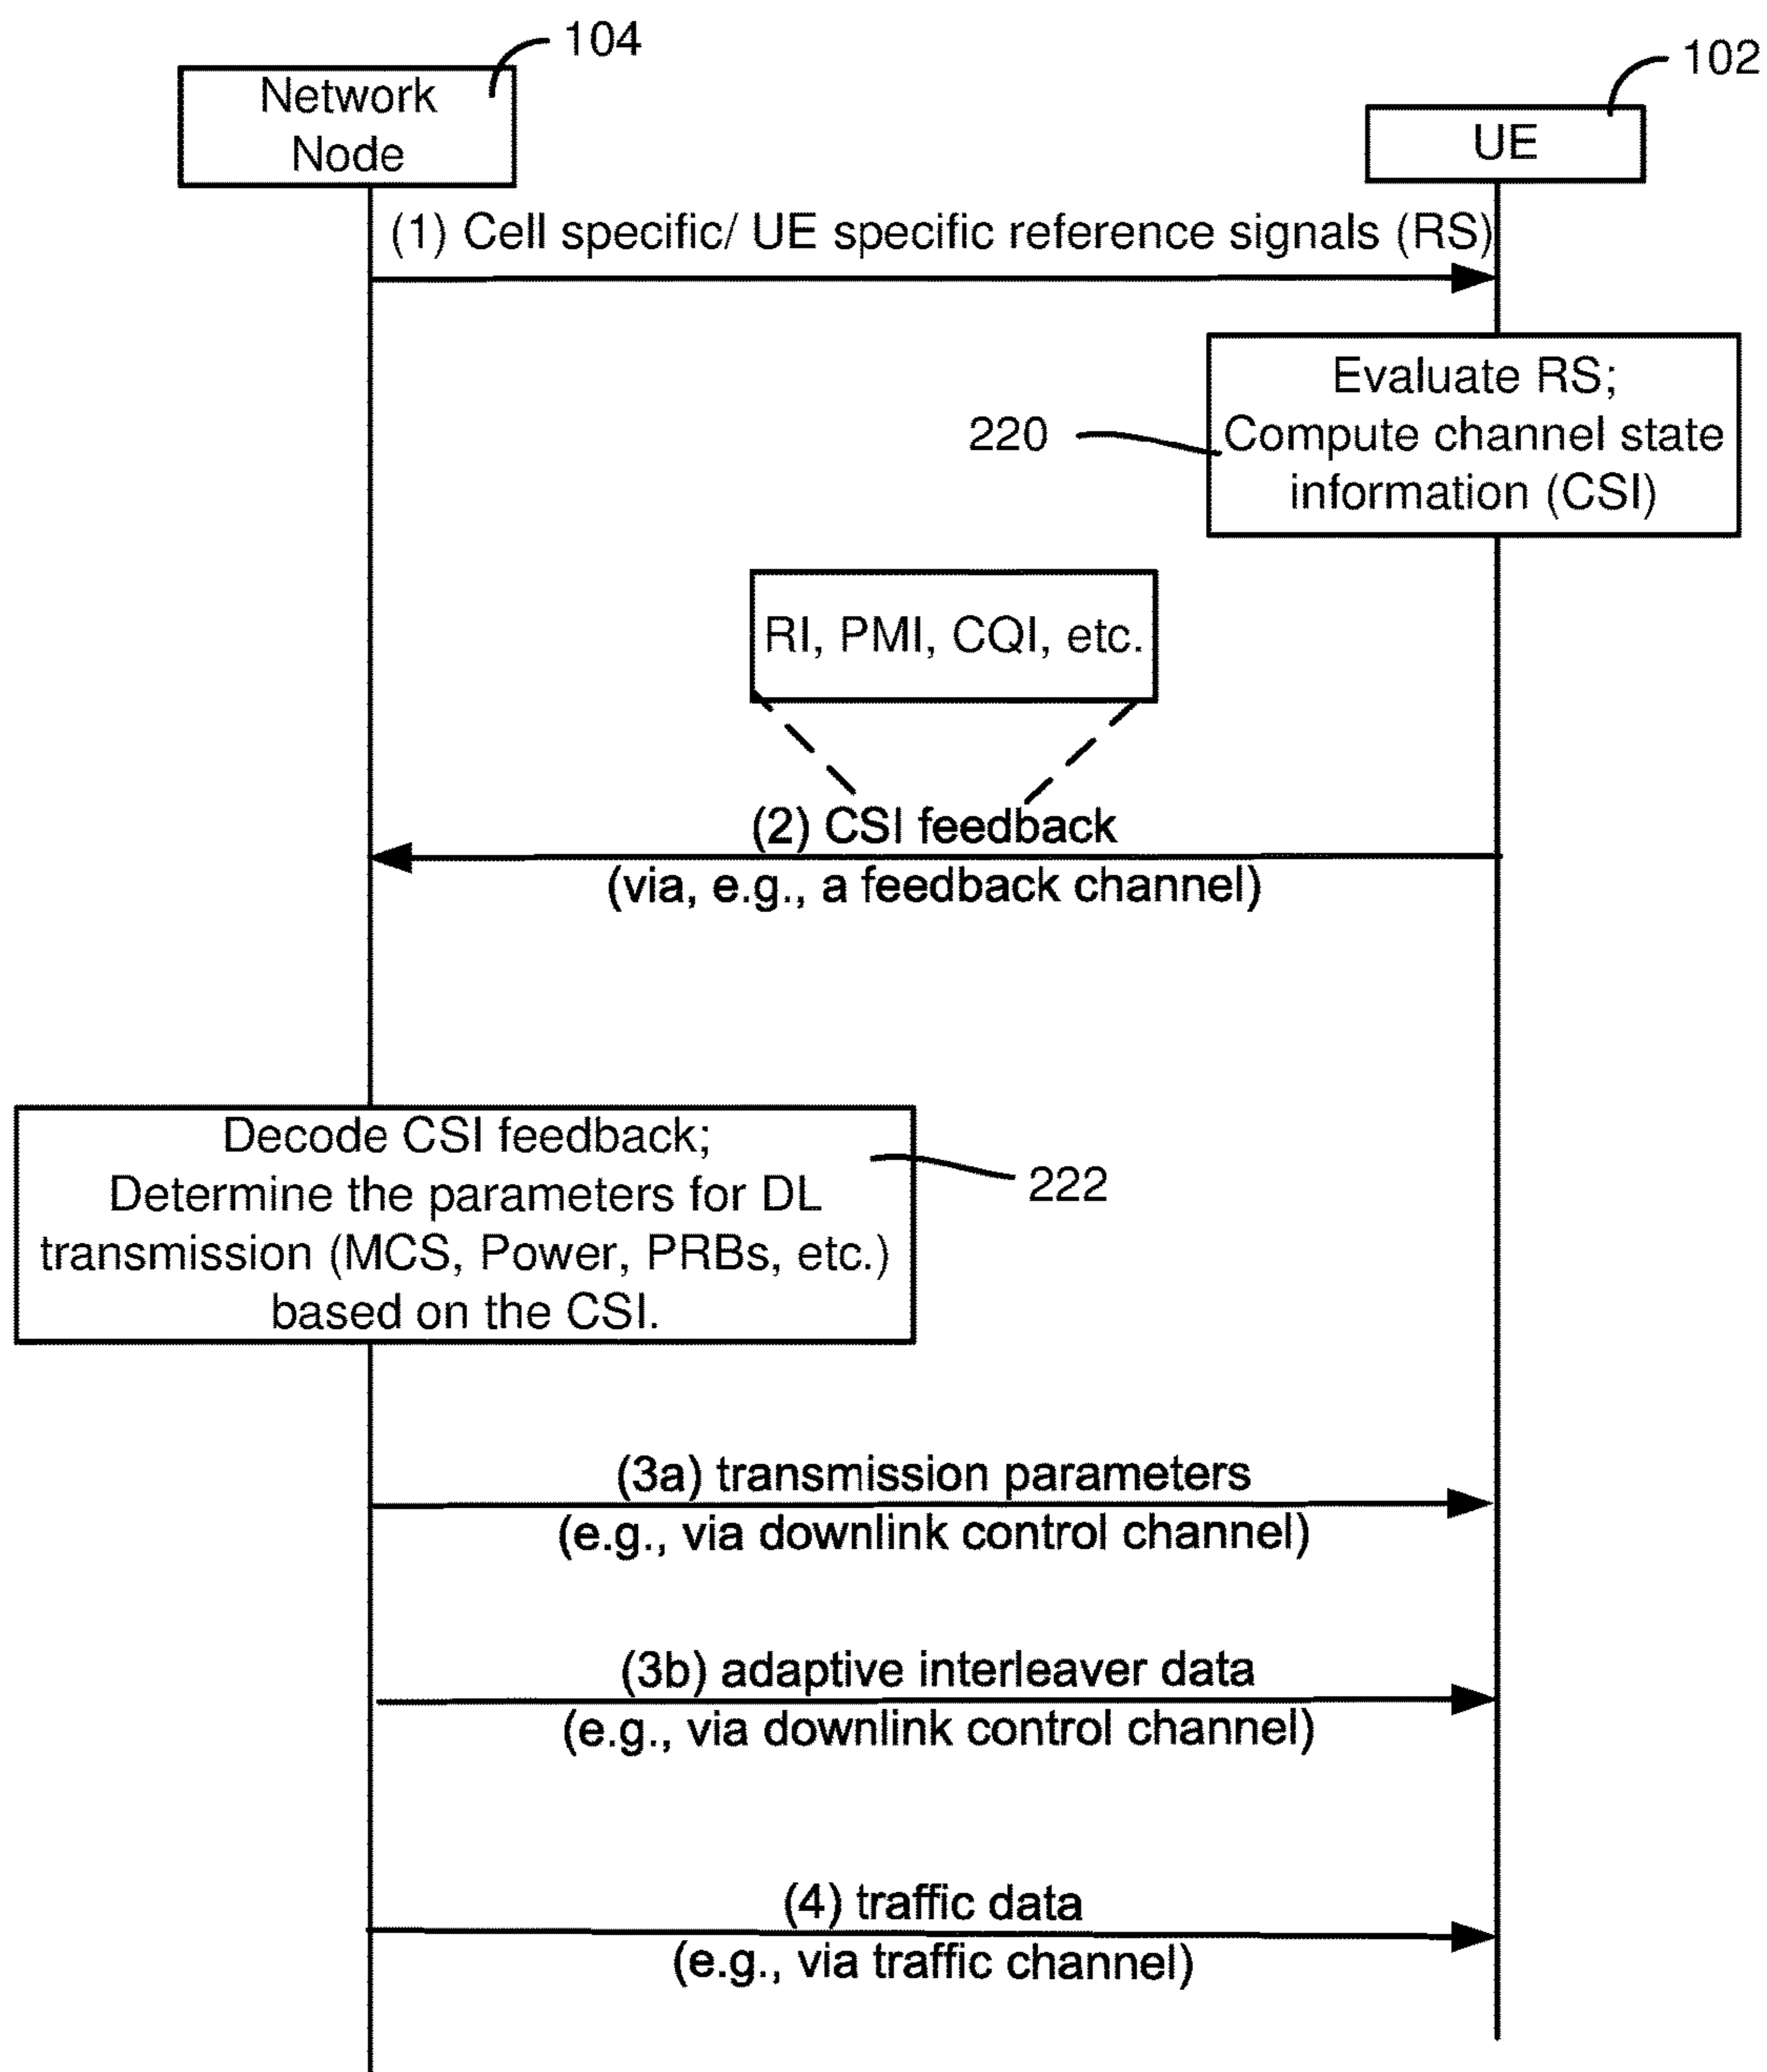 104
Network
Node
102
UE
(1) Cell specific/ UE specific reference signals (RS)
Evaluate RS;
Compute channel state
information (CSI)
220
RI, PMI, CQI, etc.
(2) CSI feedback
(via, e.g., a feedback channel)
Decode CSI feedback;
Determine the parameters for DL
transmission (MCS, Power, PRBs, etc.)
based on the CSI.
222
(3a) transmission parameters
(e.g., via downlink control channel)
(3b) adaptive interleaver data
(e.g., via downlink control channel)
(4) traffic data
(e.g., via traffic channel)